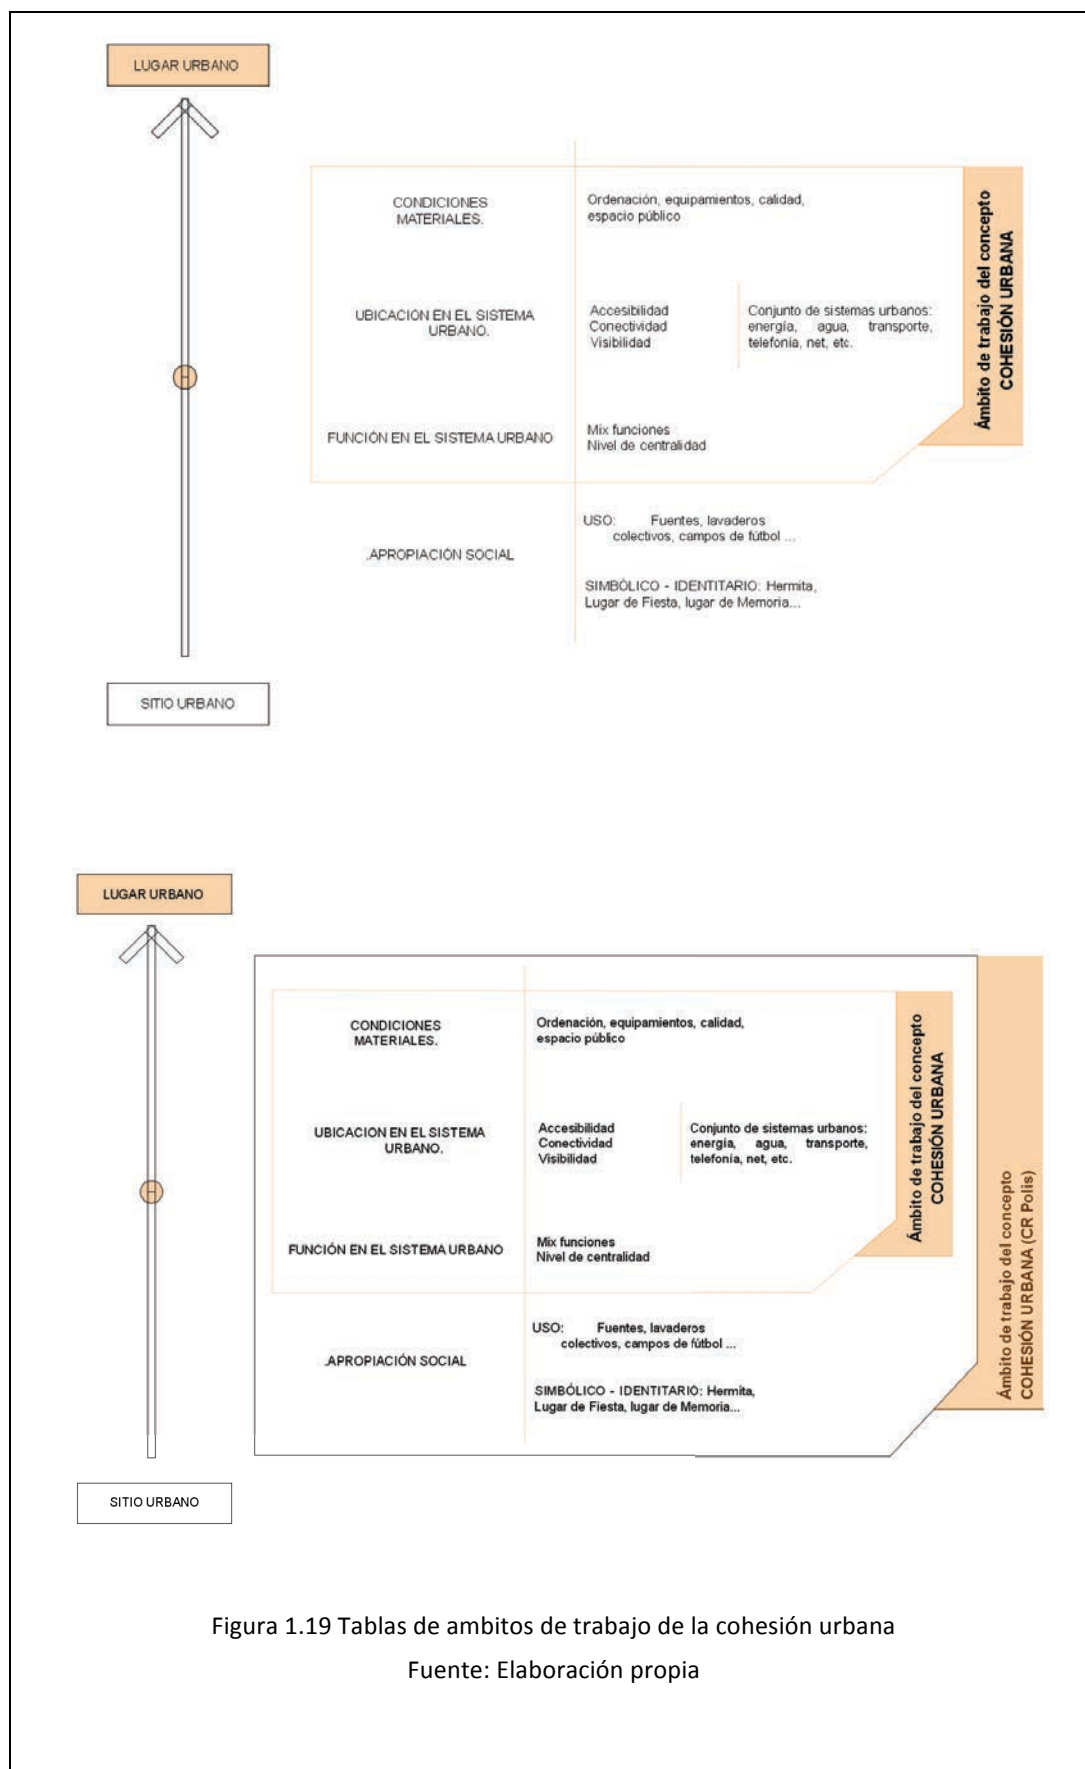 LUGAR URBANO
CONDICIONES
MATERIALES.
Ordenación, equipamientos, calidad,
espacio público
UBICACION EN EL SISTEMA
URBANO.
Accesibilidad
Conectividad
Visibilidad
Conjunto de sistemas urbanos:
energía, agua, transporte,
telefonía, net, etc.
FUNCIÓN EN EL SISTEMA URBANO
Mix funciones
Nivel de centralidad
Ámbito de trabajo del concepto
COHESIÓN URBANA
H
.APROPIACIÓN SOCIAL
USO: Fuentes, lavaderos
colectivos, campos de fútbol ...
SIMBÓLICO - IDENTITARIO: Hermita,
Lugar de Fiesta, lugar de Memoria...
SITIO URBANO
LUGAR URBANO
CONDICIONES
MATERIALES.
Ordenación, equipamientos, calidad,
espacio público
UBICACION EN EL SISTEMA
URBANO.
Accesibilidad
Conectividad
Visibilidad
Conjunto de sistemas urbanos:
energía, agua, transporte,
telefonía, net, etc.
FUNCIÓN EN EL SISTEMA URBANO
Mix funciones
Nivel de centralidad
Ámbito de trabajo del concepto
COHESIÓN URBANA
Ámbito de trabajo del concepto
COHESIÓN URBANA (CR Polis)
H
.APROPIACIÓN SOCIAL
USO: Fuentes, lavaderos
colectivos, campos de fútbol ...
SIMBÓLICO - IDENTITARIO: Hermita,
Lugar de Fiesta, lugar de Memoria...
SITIO URBANO
Figura 1.19 Tablas de ambitos de trabajo de la cohesión urbana
Fuente: Elaboración propia